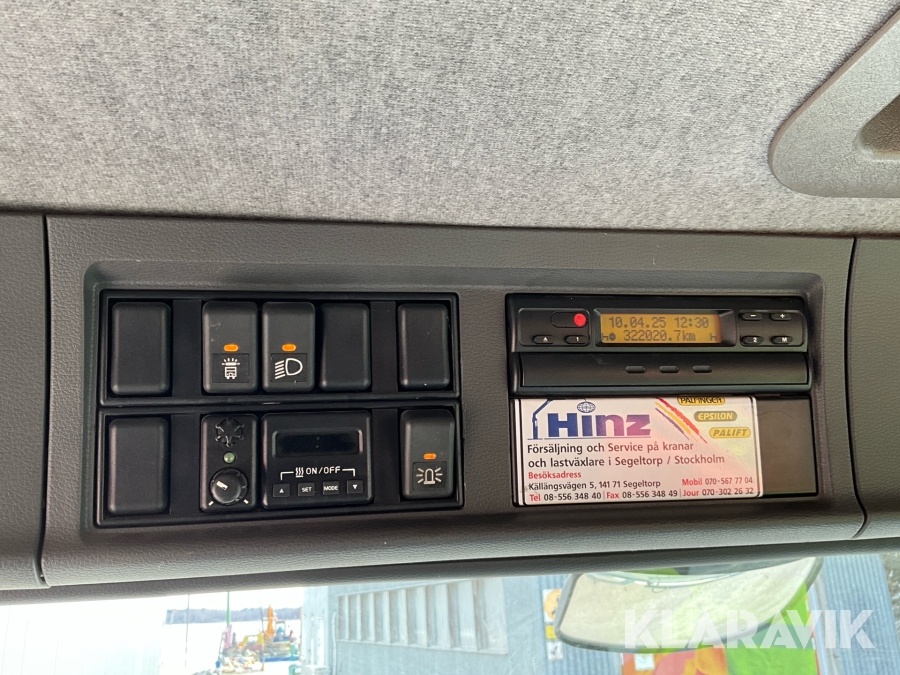 10.04.25 12:30
322020.7km
A
1
2
M
PALFINGER
EPSILON
PALIFT
Hinz
Försäljning och Service på kranar
och lastväxlare i Segeltorp / Stockholm
Besöksadress
Källängsvägen 5, 141 71 Segeltorp
Mobil 070-567 77 04
Tel 08-556 348 40 Fax 08-556 348 49 Jour 070-302 26 32
ON/OFF
SET
MODE
KLARAVIK